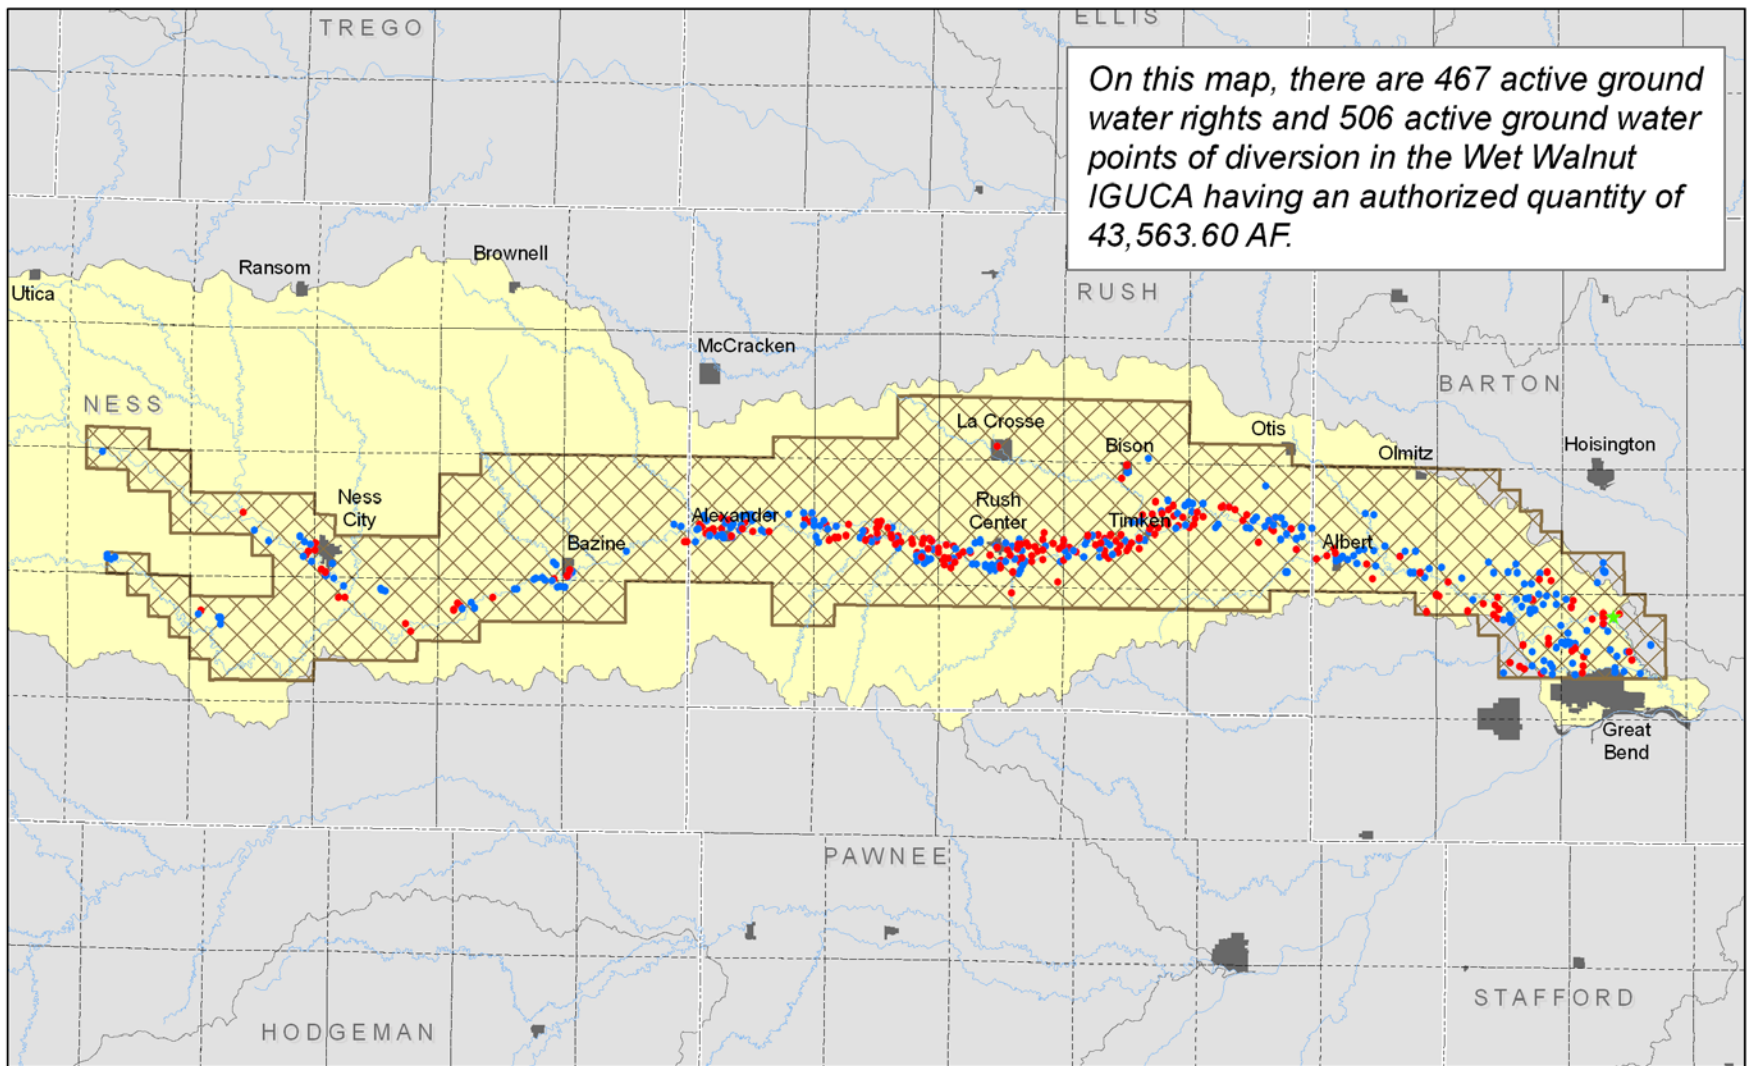 TREGO
ELLIS
On this map, there are 467 active ground
water rights and 506 active ground water
points of diversion in the Wet Walnut
IGUCA having an authorized quantity of
43,563.60 AF.
Brownell
Ransom
Utica
RUSH
McCracken
BARTON
NESS
La Crosse
Otis
Bison
Hoisington
Olmitz
Ness
City
Rush
Center
Alexander
Timken
Bazine
Albert
Great
Bend
PAWNEE
STAFFORD
HODGEMAN